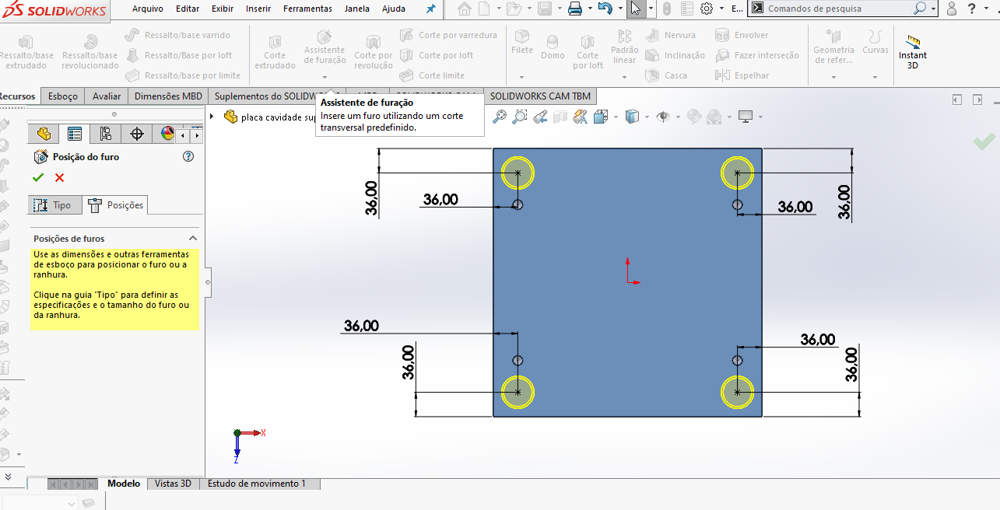 SOLIDWORKS
Arquivo Editar Exibir Inserir Ferramentas Janela Ajuda E... Comandos de pesquisa ?
Ressalto/base extrudado
Ressalto/base revolucionado
Ressalto/base varrido
Ressalto/Base por loft
Ressalto/base por limite
Corte extrudado
Assistente de furação
Corte por revolução
Corte por varredura
Corte por loft
Corte limite
Filete
Domo
Corte por loft
Padrão linear
Nervura
Inclinação
Casca
Envolver
Fazer interseção
Espelhar
Geometria de refer...
Curvas
Instant 3D
Recursos Esboço Avaliar Dimensões MBD Suplementos do SOLIDW SOLIDWORKS CAM TBM
Assistente de furação
Insere um furo utilizando um corte
transversal predefinido.
placa cavidade sup
Posição do furo
?
Tipo Posições
Posições de furos
Use as dimensões e outras ferramentas
de esboço para posicionar o furo ou a
ranhura.
Clique na guia "Tipo" para definir as
especificações e o tamanho do furo ou
da ranhura.
36,00
36,00
36,00
36,00
36,00
36,00
36,00
36,00
X
Z
Modelo Vistas 3D Estudo de movimento 1